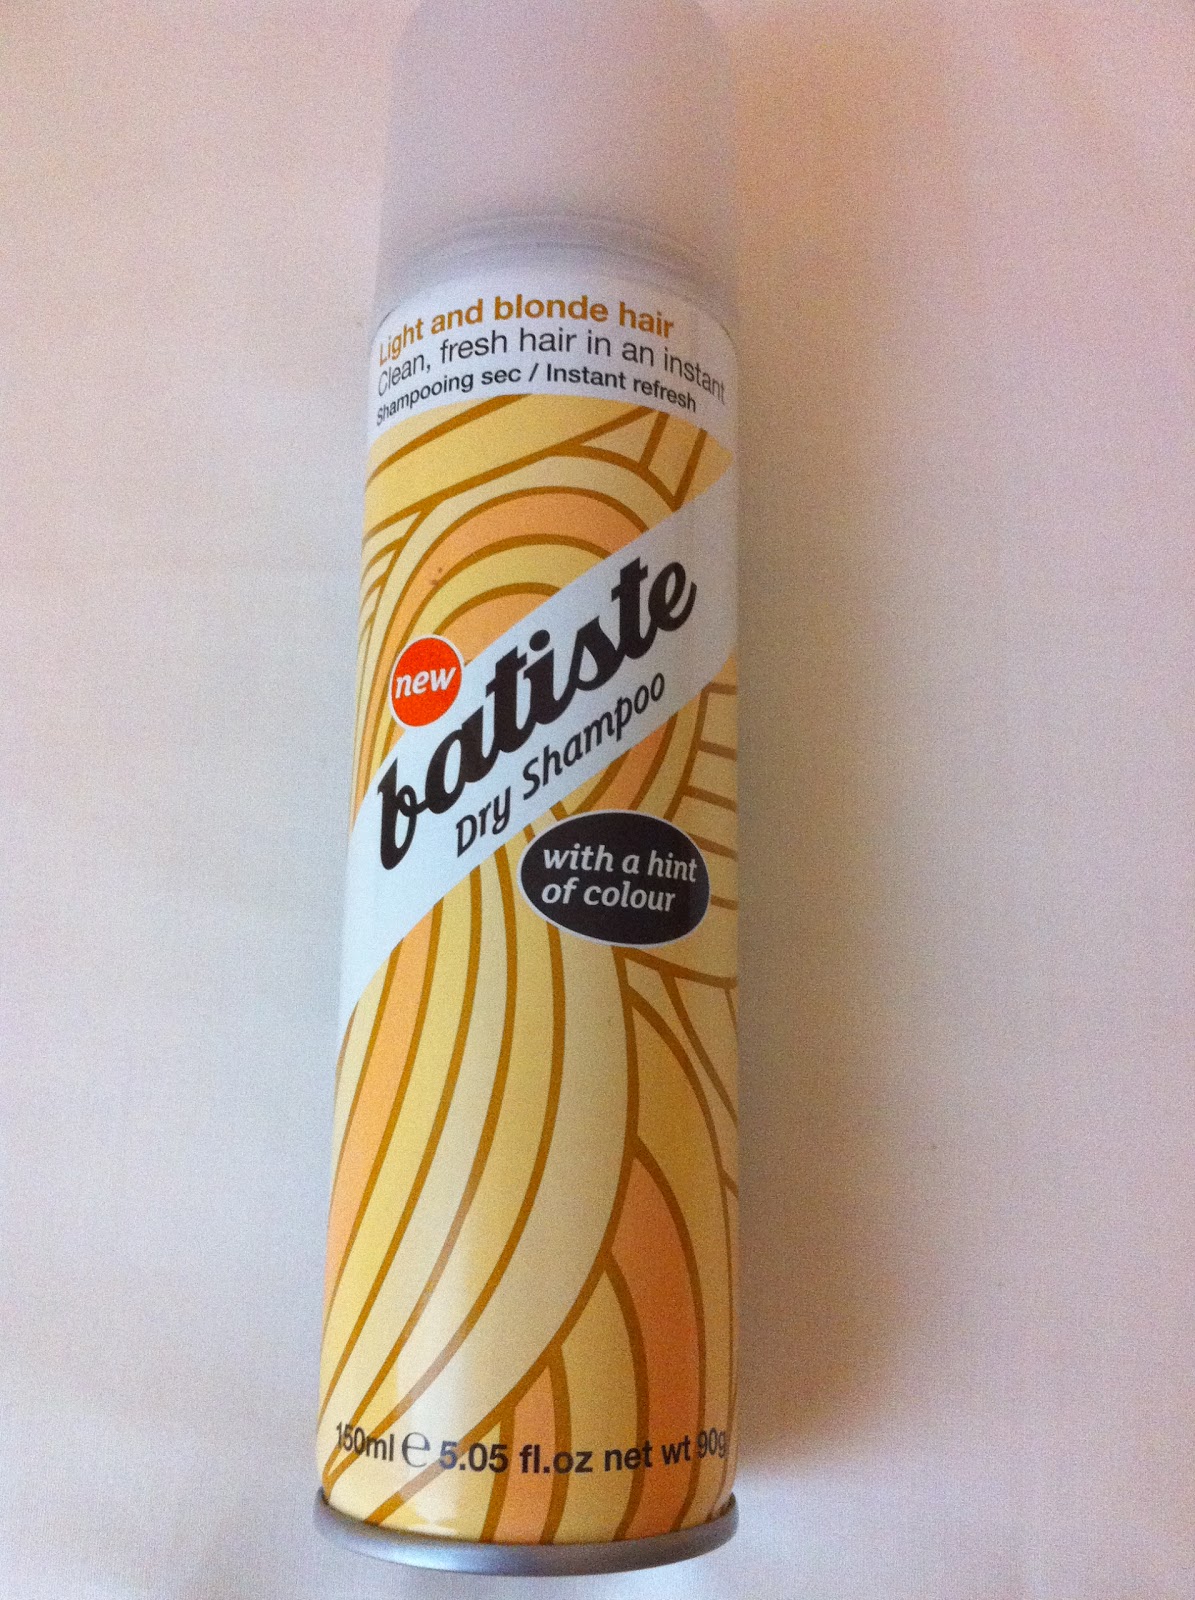 Light and blonde hair
Clean, fresh hair in an instant
Shampooing sec / Instant refresh
new
batiste
Dry Shampoo
with a hint
of colour
150ml e 5.05 fl.oz net wt 90g